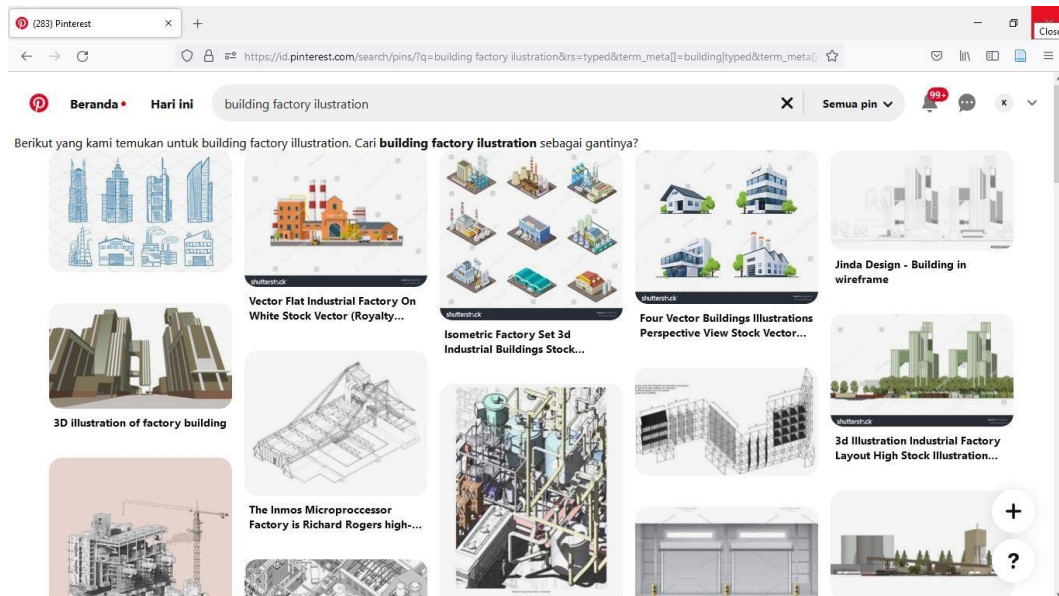 (283) Pinterest
Close
https://id.pinterest.com/search/pins/?q=building factory ilustration&rs=typed&term_meta[]=building|typed&term_meta[]
Beranda
Hari ini
building factory ilustration
Semua pin
99+
K
Berikut yang kami temukan untuk building factory illustration. Cari building factory ilustration sebagai gantinya?
shutterstock
Vector Flat Industrial Factory On
White Stock Vector (Royalty...
shutterstock
Isometric Factory Set 3d
Industrial Buildings Stock...
shutterstock
Four Vector Buildings Illustrations
Perspective View Stock Vector...
Jinda Design - Building in
wireframe
3D illustration of factory building
The Inmos Microproccessor
Factory is Richard Rogers high-...
shutterstock
3d Illustration Industrial Factory
Layout High Stock Illustration...
+
?